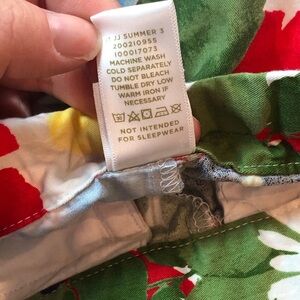 JJ SUMMER 3
200210955
100017073
MACHINE WASH
COLD SEPARATELY
DO NOT BLEACH
TUMBLE DRY LOW
WARM IRON IF
NECESSARY
NOT INTENDED
FOR SLEEPWEAR